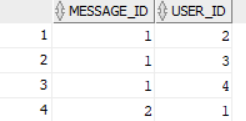 MESSAGE_ID USER_ID
1 1 2
2 1 3
3 1 4
4 2 1